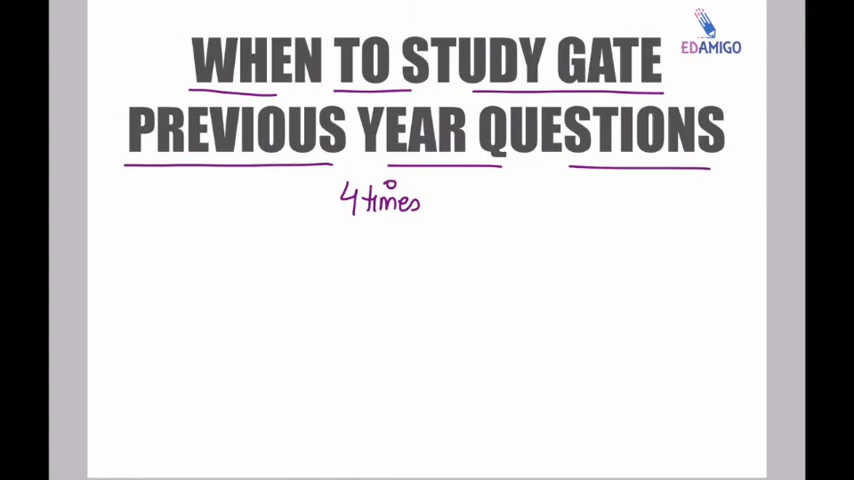 WHEN TO STUDY GATE
EDAMIGO
PREVIOUS YEAR QUESTIONS
4 times